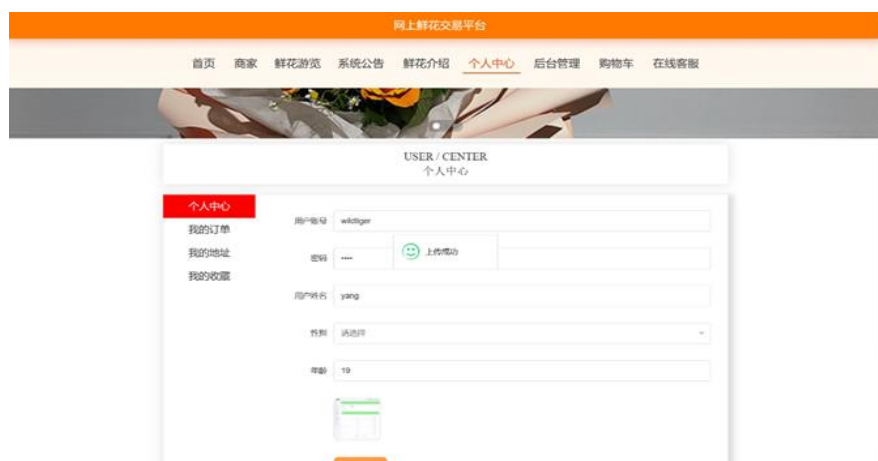 网上鲜花交易平台
首页 商家 鲜花游览 系统公告 鲜花介绍 个人中心 后台管理 购物车 在线客服
USER / CENTER
个人中心
个人中心
我的订单
我的地址
我的收藏
用户账号 wildtiger
上传成功
密码 ••••
用户姓名 yang
性别 请选择
年龄 19